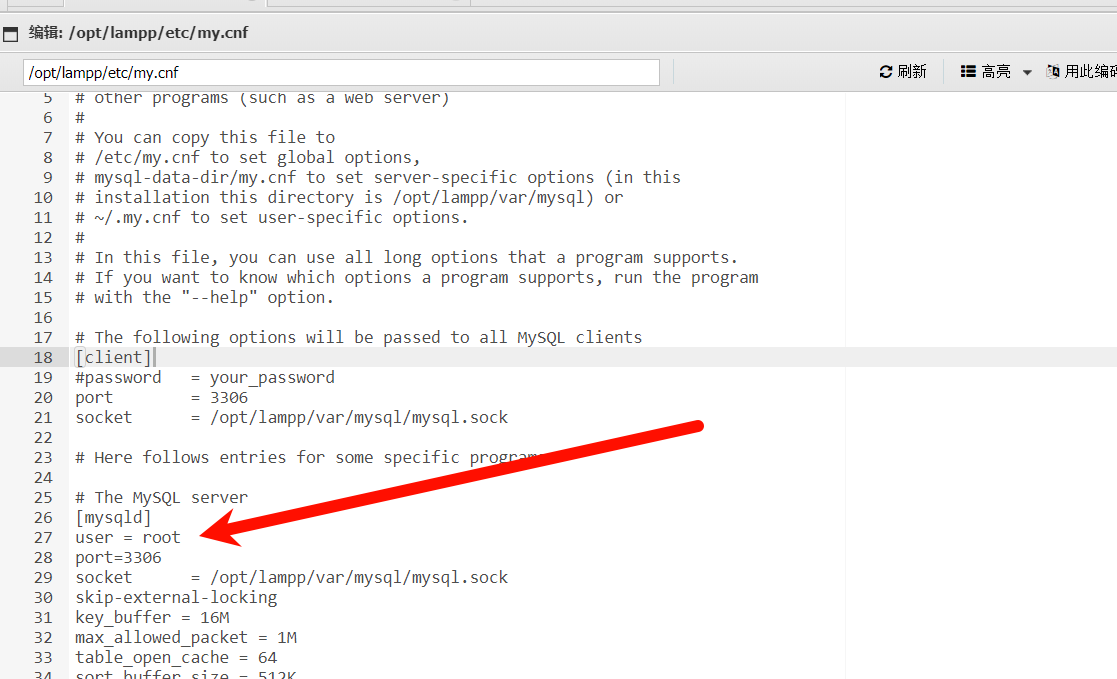 编辑: /opt/lampp/etc/my.cnf
/opt/lampp/etc/my.cnf 刷新 高亮 用此编码
5 # other programs (such as a web server)
6 #
7 # You can copy this file to
8 # /etc/my.cnf to set global options,
9 # mysql-data-dir/my.cnf to set server-specific options (in this
10 # installation this directory is /opt/lampp/var/mysql) or
11 # ~/.my.cnf to set user-specific options.
12 #
13 # In this file, you can use all long options that a program supports.
14 # If you want to know which options a program supports, run the program
15 # with the "--help" option.
16
17 # The following options will be passed to all MySQL clients
18 [client]
19 #password = your_password
20 port = 3306
21 socket = /opt/lampp/var/mysql/mysql.sock
22
23 # Here follows entries for some specific programs
24
25 # The MySQL server
26 [mysqld]
27 user = root
28 port=3306
29 socket = /opt/lampp/var/mysql/mysql.sock
30 skip-external-locking
31 key_buffer = 16M
32 max_allowed_packet = 1M
33 table_open_cache = 64
34 sort_buffer_size = 512K